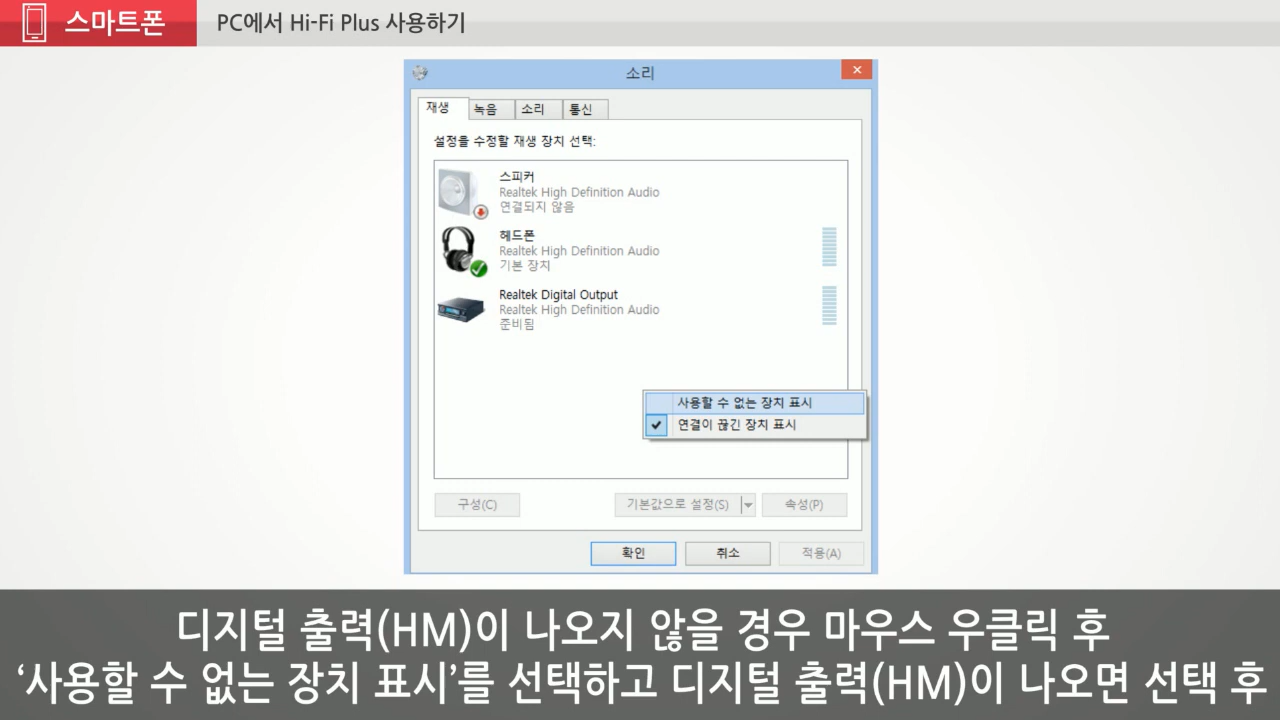 스마트폰
PC에서 Hi-Fi Plus 사용하기
소리
재생 녹음 소리 통신
설정을 수정할 재생 장치 선택:
스피커
Realtek High Definition Audio
연결되지 않음
헤드폰
Realtek High Definition Audio
기본 장치
Realtek Digital Output
Realtek High Definition Audio
준비됨
사용할 수 없는 장치 표시
연결이 끊긴 장치 표시
구성(C) 기본값으로 설정(S) 속성(P)
확인 취소 적용(A)
디지털 출력(HM)이 나오지 않을 경우 마우스 우클릭 후
‘사용할 수 없는 장치 표시’를 선택하고 디지털 출력(HM)이 나오면 선택 후